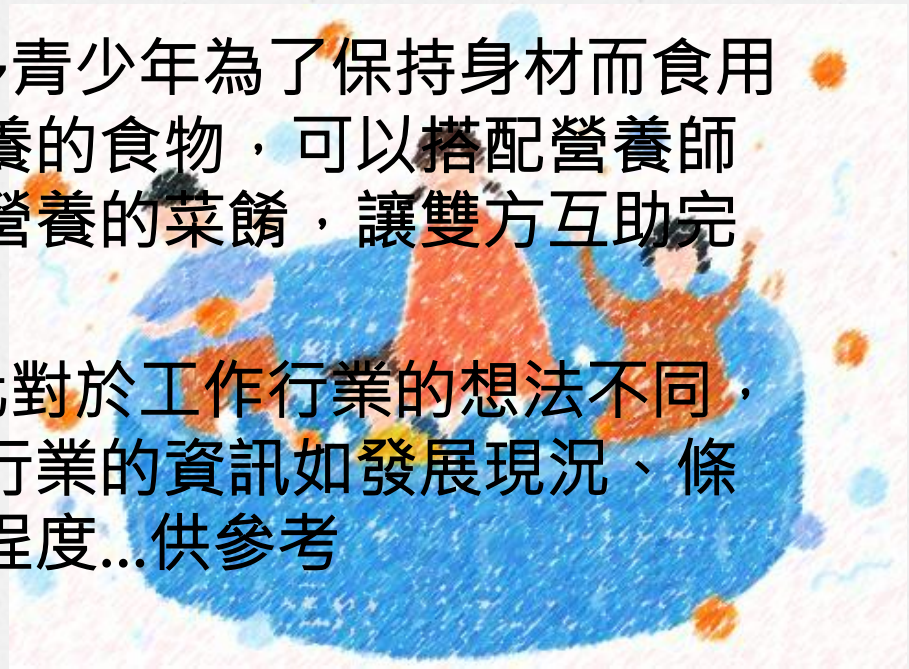 青少年為了保持身材而食用
養的食物，可以搭配營養師
營養的菜餚，讓雙方互助完
對於工作行業的想法不同，
行業的資訊如發展現況、條
程度...供參考